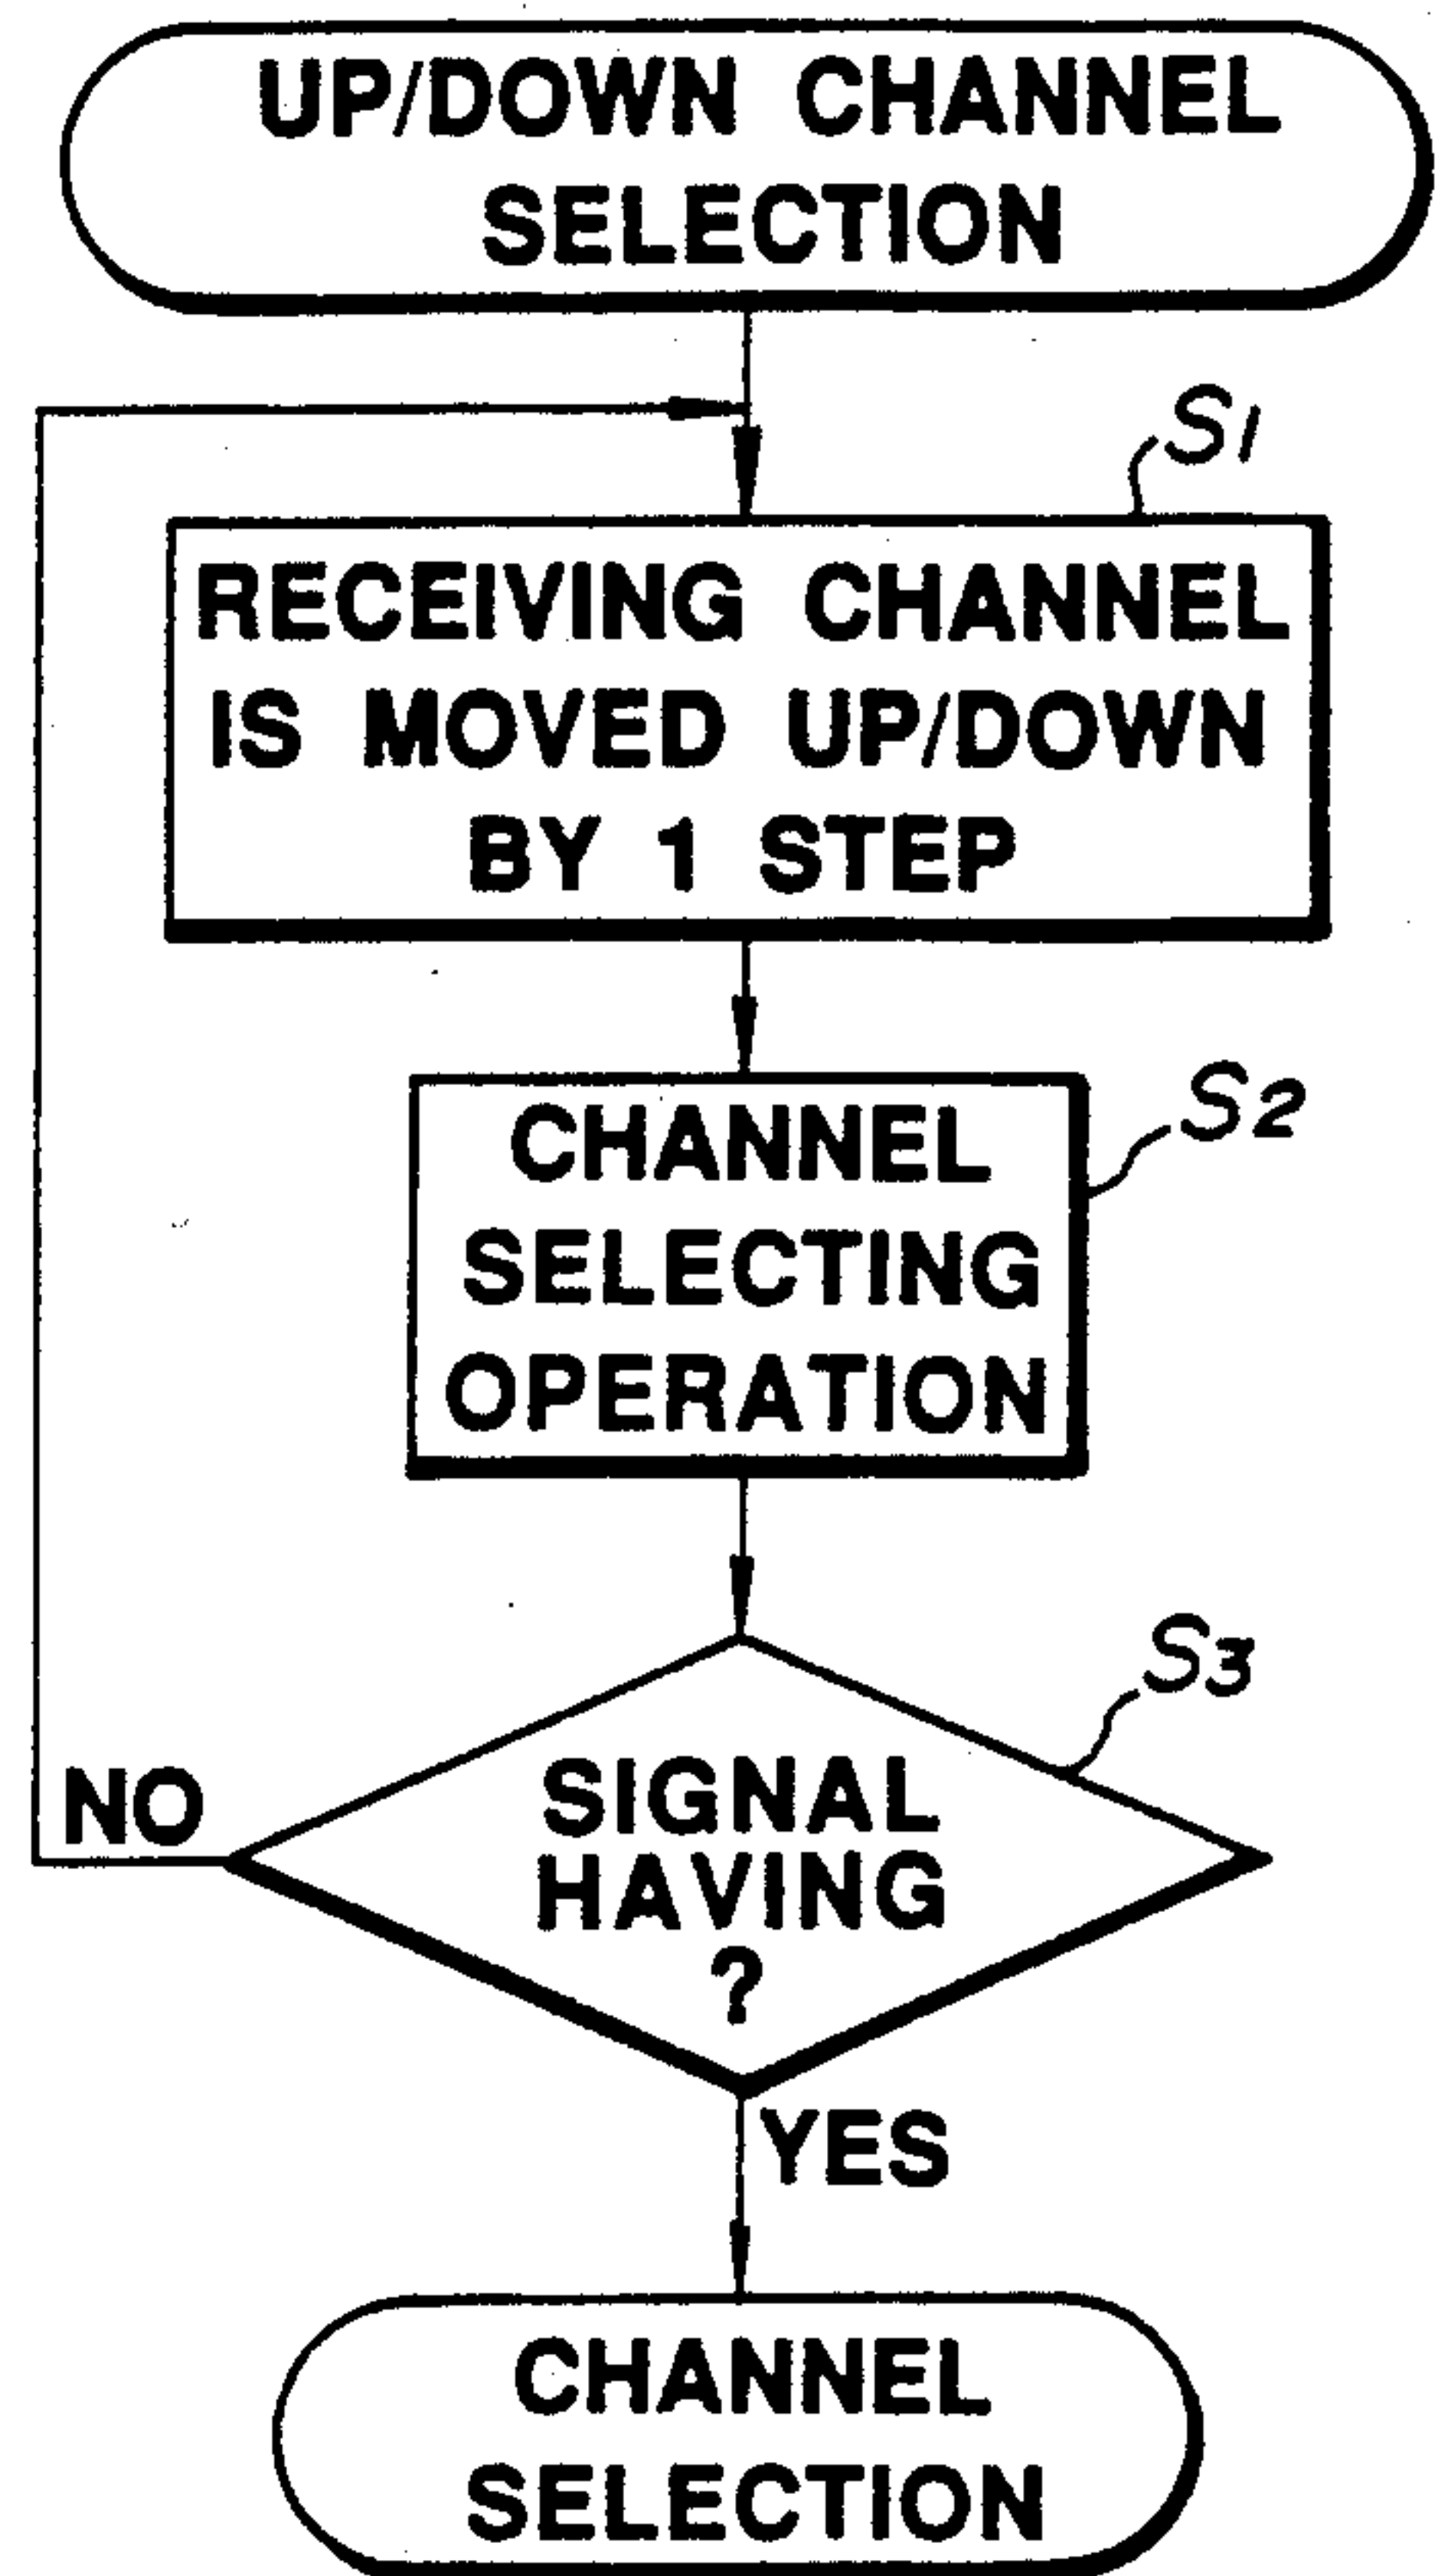 UP/DOWN CHANNEL
SELECTION
S1
RECEIVING CHANNEL
IS MOVED UP/DOWN
BY 1 STEP
S2
CHANNEL
SELECTING
OPERATION
S3
SIGNAL
HAVING
?
NO
YES
CHANNEL
SELECTION